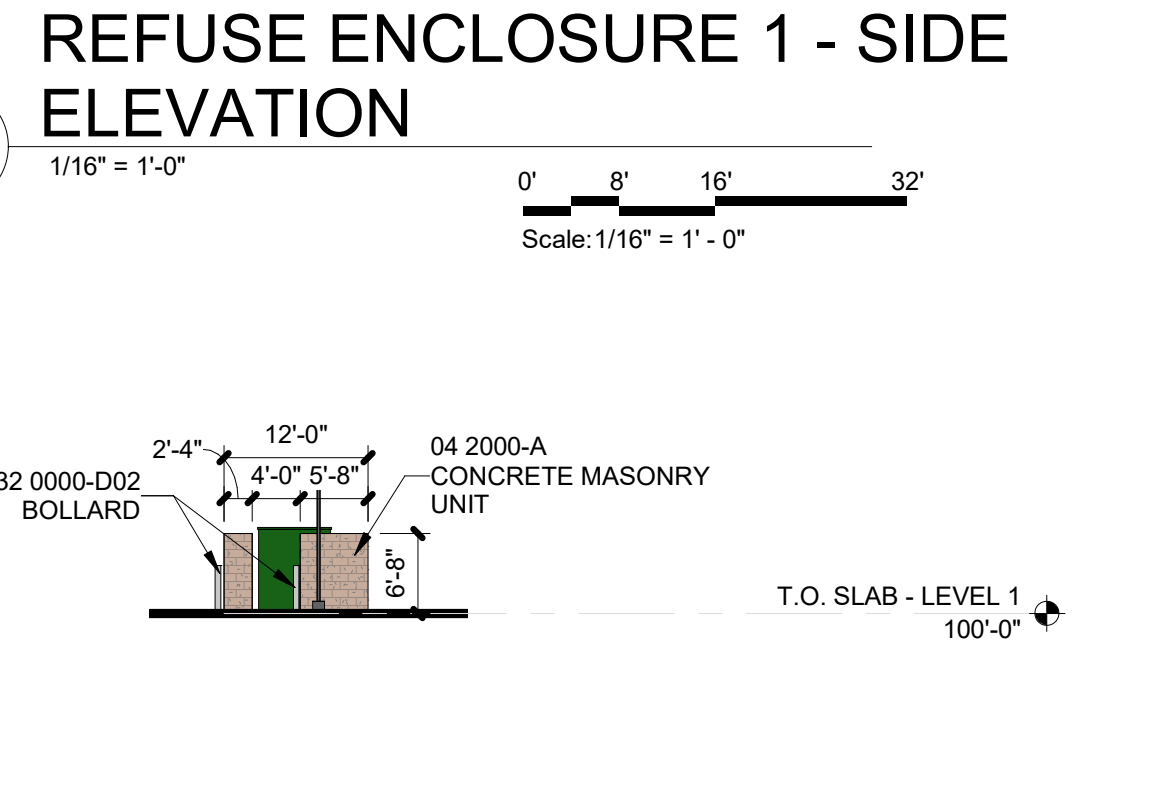 REFUSE ENCLOSURE 1 - SIDE
ELEVATION
1/16" = 1'-0"
0' 8' 16' 32'
Scale:1/16" = 1' - 0"
12'-0"
2'-4"
4'-0" 5'-8"
04 2000-A
CONCRETE MASONRY
UNIT
32 0000-D02
BOLLARD
6'-8"
T.O. SLAB - LEVEL 1
100'-0"